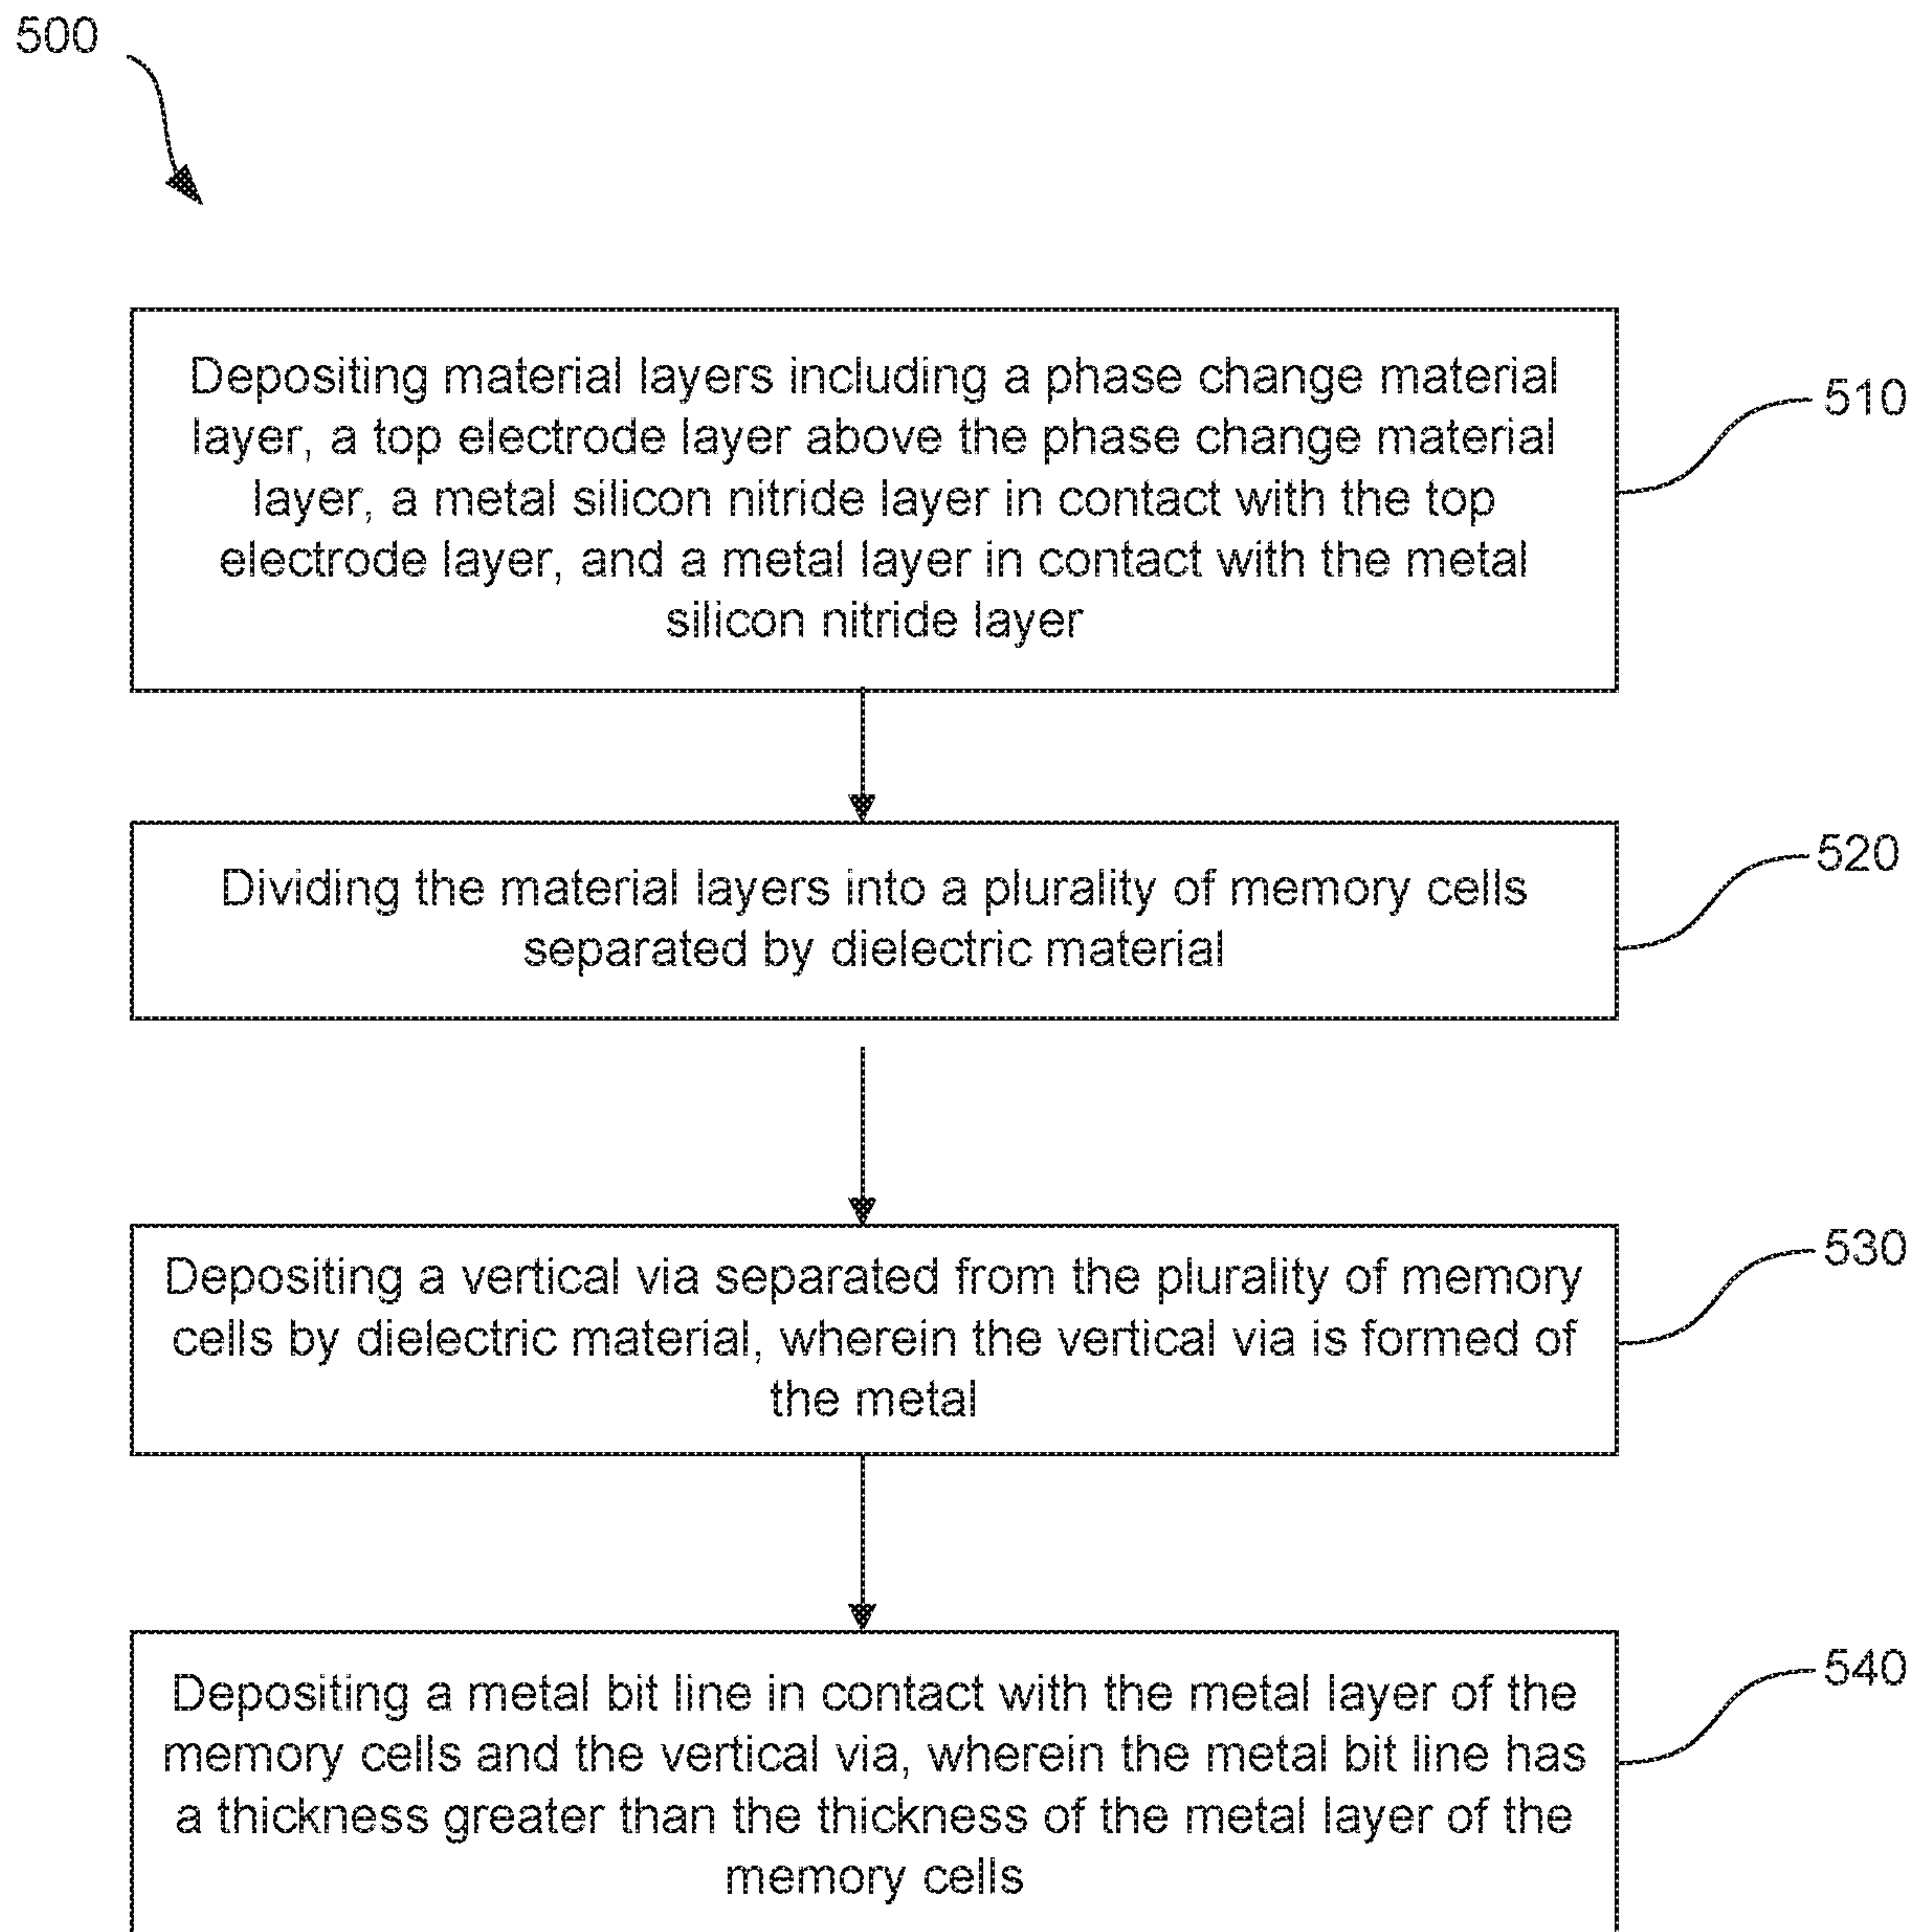 500
Depositing material layers including a phase change material
layer, a top electrode layer above the phase change material
layer, a metal silicon nitride layer in contact with the top
electrode layer, and a metal layer in contact with the metal
silicon nitride layer
510
Dividing the material layers into a plurality of memory cells
separated by dielectric material
520
Depositing a vertical via separated from the plurality of memory
cells by dielectric material, wherein the vertical via is formed of
the metal
530
Depositing a metal bit line in contact with the metal layer of the
memory cells and the vertical via, wherein the metal bit line has
a thickness greater than the thickness of the metal layer of the
memory cells
540